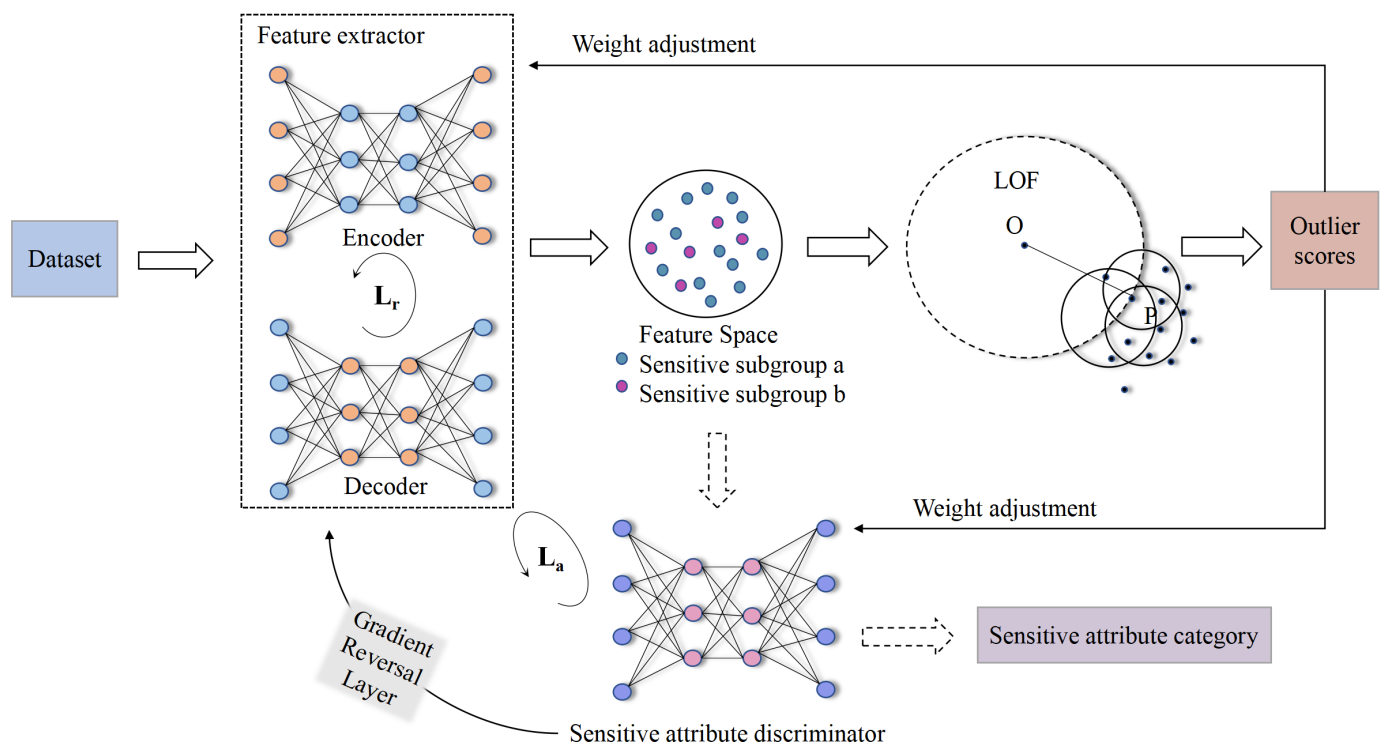 Feature extractor
Weight adjustment
Encoder
Dataset
Lr
Decoder
Feature Space
Sensitive subgroup a
Sensitive subgroup b
LOF
O
P
Outlier
scores
Weight adjustment
La
Gradient
Reversal
Layer
Sensitive attribute category
Sensitive attribute discriminator